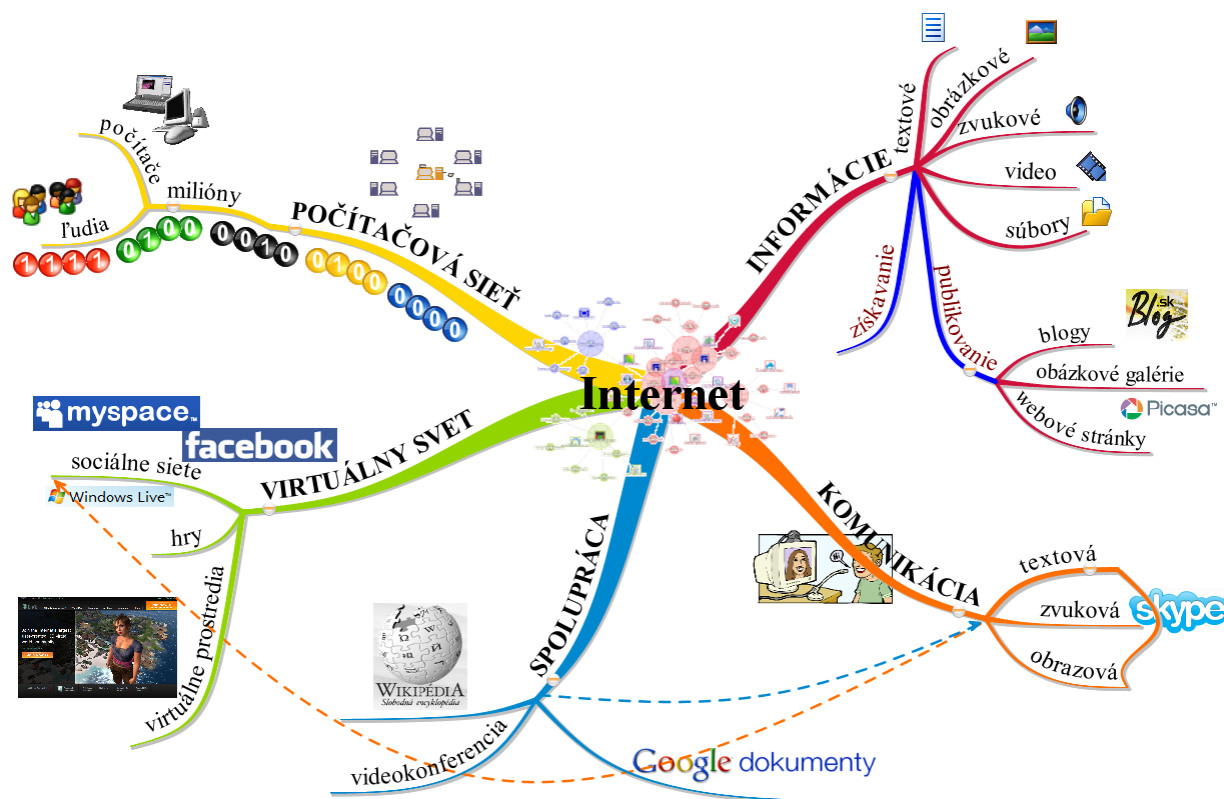 Internet
INFORMÁCIE
textové
obrázkové
zvukové
video
súbory
získavanie
publikovanie
blogy
obázkové galérie
webové stránky
Blog
.sk
Picasa™
KOMUNIKÁCIA
textová
zvuková
obrazová
skype
SPOLUPRÁCA
WIKIPÉDIA
Slobodná encyklopédia
videokonferencia
Google dokumenty
VIRTUÁLNY SVET
myspace
facebook
sociálne siete
Windows Live™
hry
virtuálne prostredia
POČÍTAČOVÁ SIEŤ
milióny
počítače
ľudia
1111
0100
0010
0100
0000